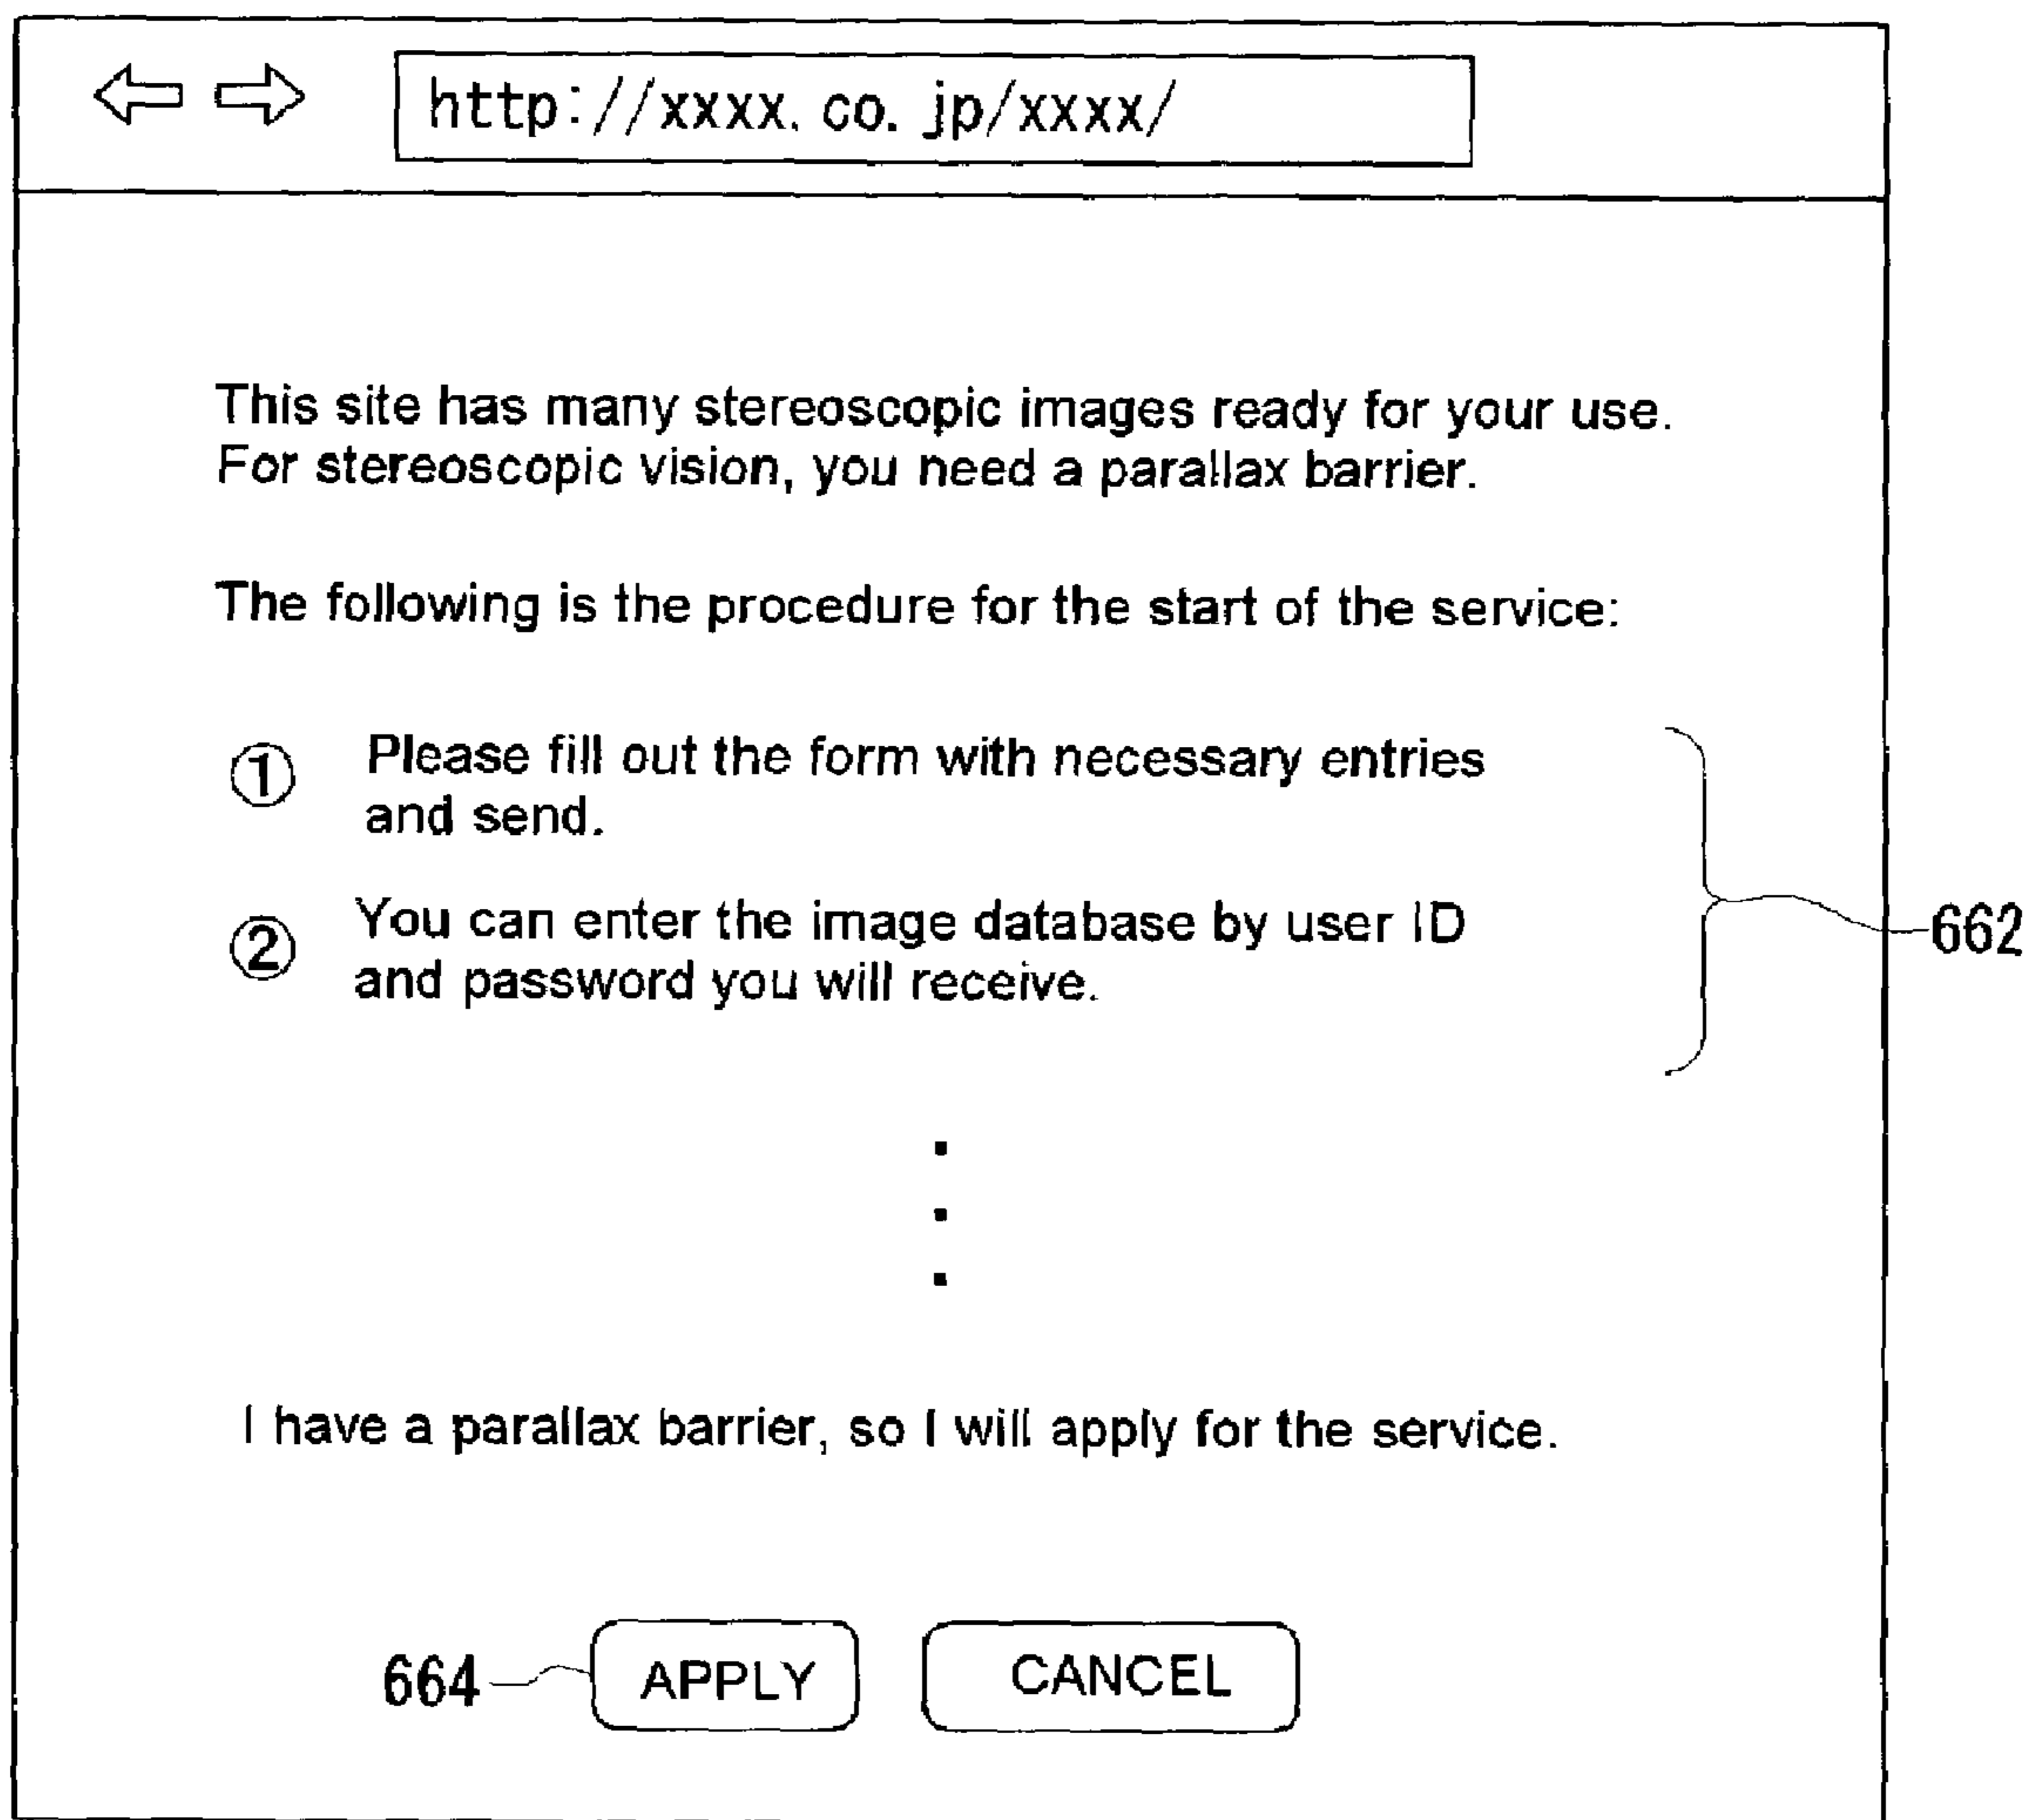 http://xxxx.co.jp/xxxx/
This site has many stereoscopic images ready for your use.
For stereoscopic vision, you need a parallax barrier.
The following is the procedure for the start of the service:
① Please fill out the form with necessary entries
and send.
② You can enter the image database by user ID
and password you will receive.
662
I have a parallax barrier, so I will apply for the service.
664 APPLY CANCEL